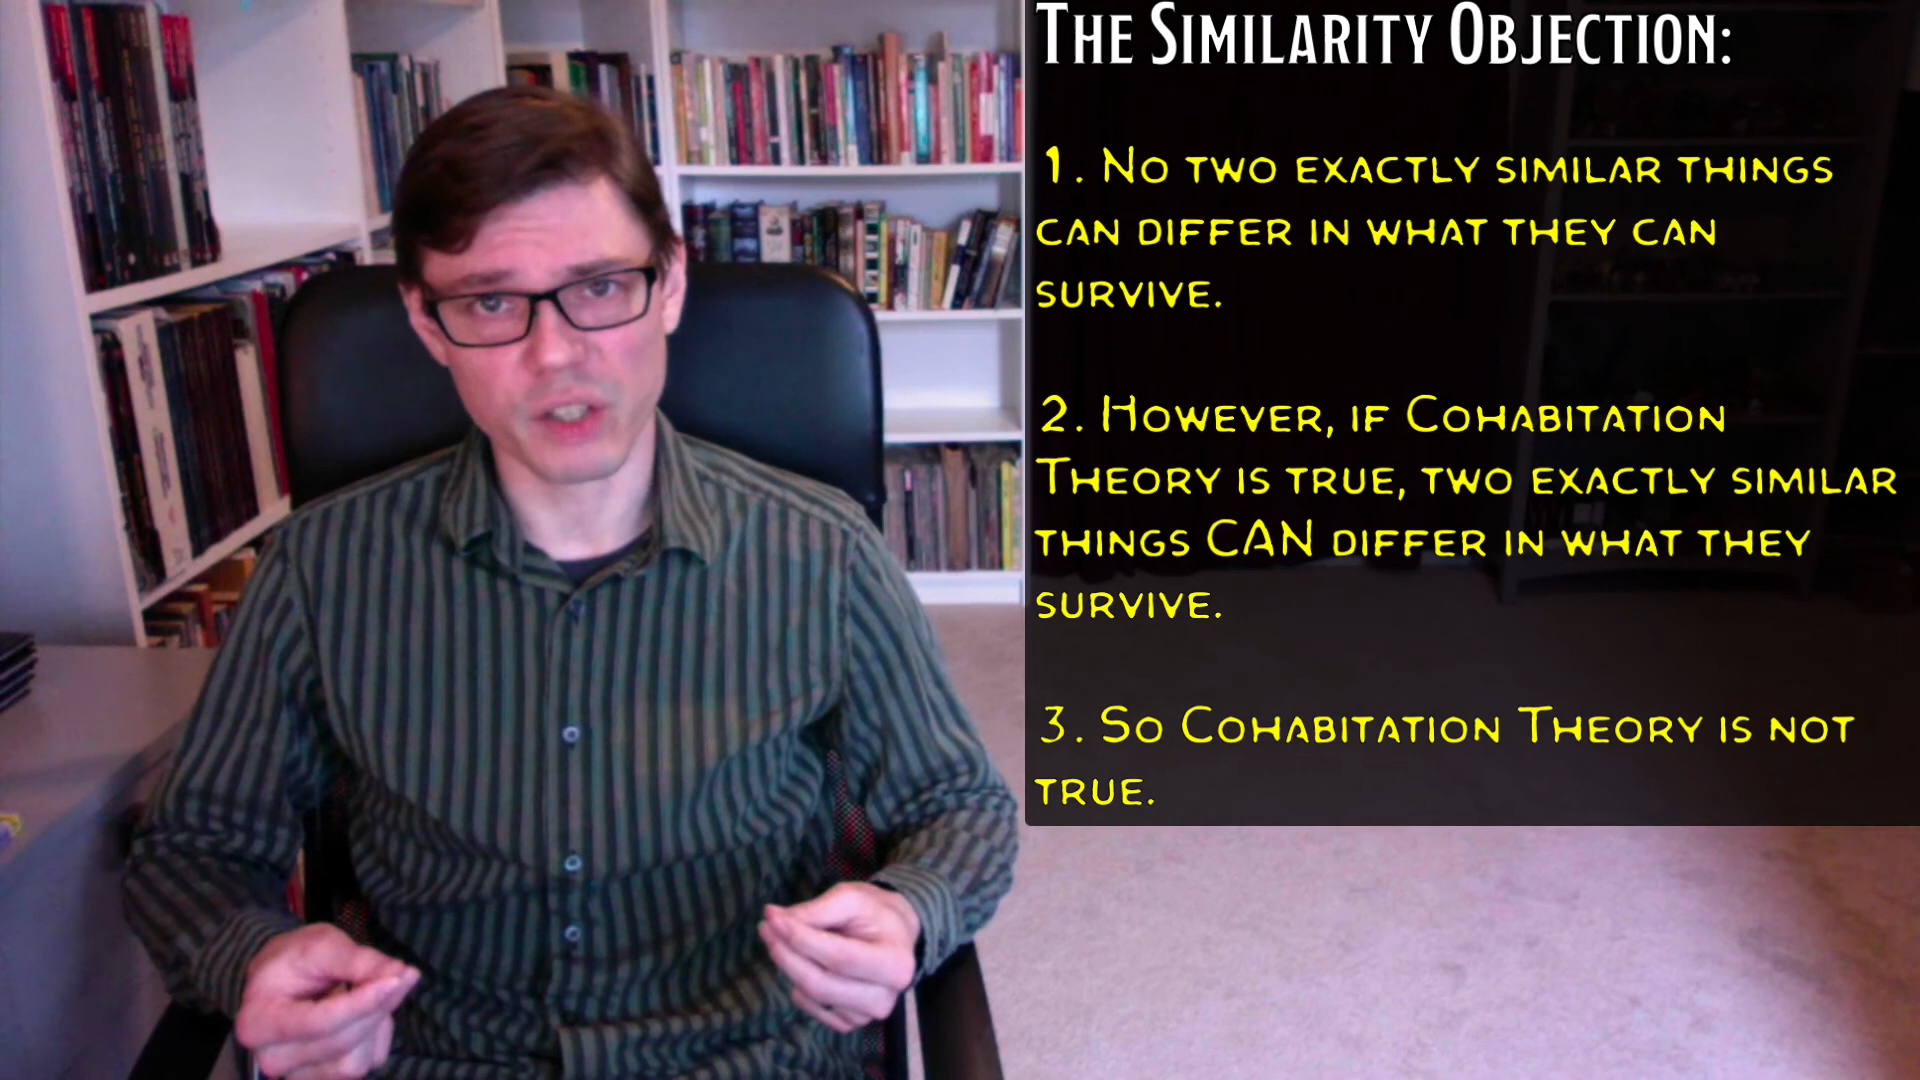 The Similarity Objection:
1. No two exactly similar things
can differ in what they can
survive.
2. However, if Cohabitation
Theory is true, two exactly similar
things CAN differ in what they
survive.
3. So Cohabitation Theory is not
true.